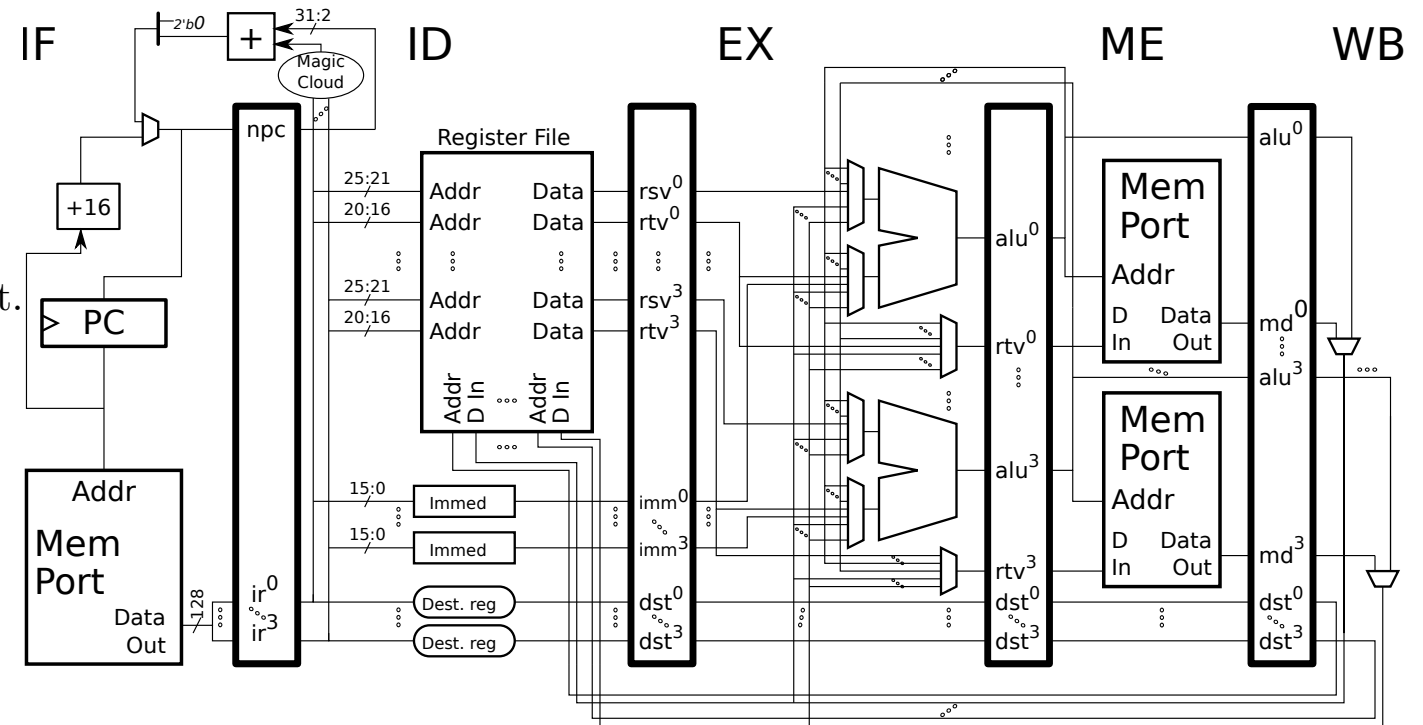 IF
ID
EX
ME
WB
2'b0
+
31:2
Magic
Cloud
npc
+16
PC
t.
Addr
Mem
Port
Data
Out
128
ir0
ir3
Register File
25:21
Addr
Data
20:16
Addr
Data
25:21
Addr
Data
20:16
Addr
Data
Addr
D In
Addr
D In
15:0
Immed
15:0
Immed
Dest. reg
Dest. reg
rsv0
rtv0
rsv3
rtv3
imm0
imm3
dst0
dst3
alu0
rtv0
alu3
rtv3
dst0
dst3
Mem
Port
Addr
D
In
Data
Out
Mem
Port
Addr
D
In
Data
Out
alu0
md0
alu3
md3
dst0
dst3